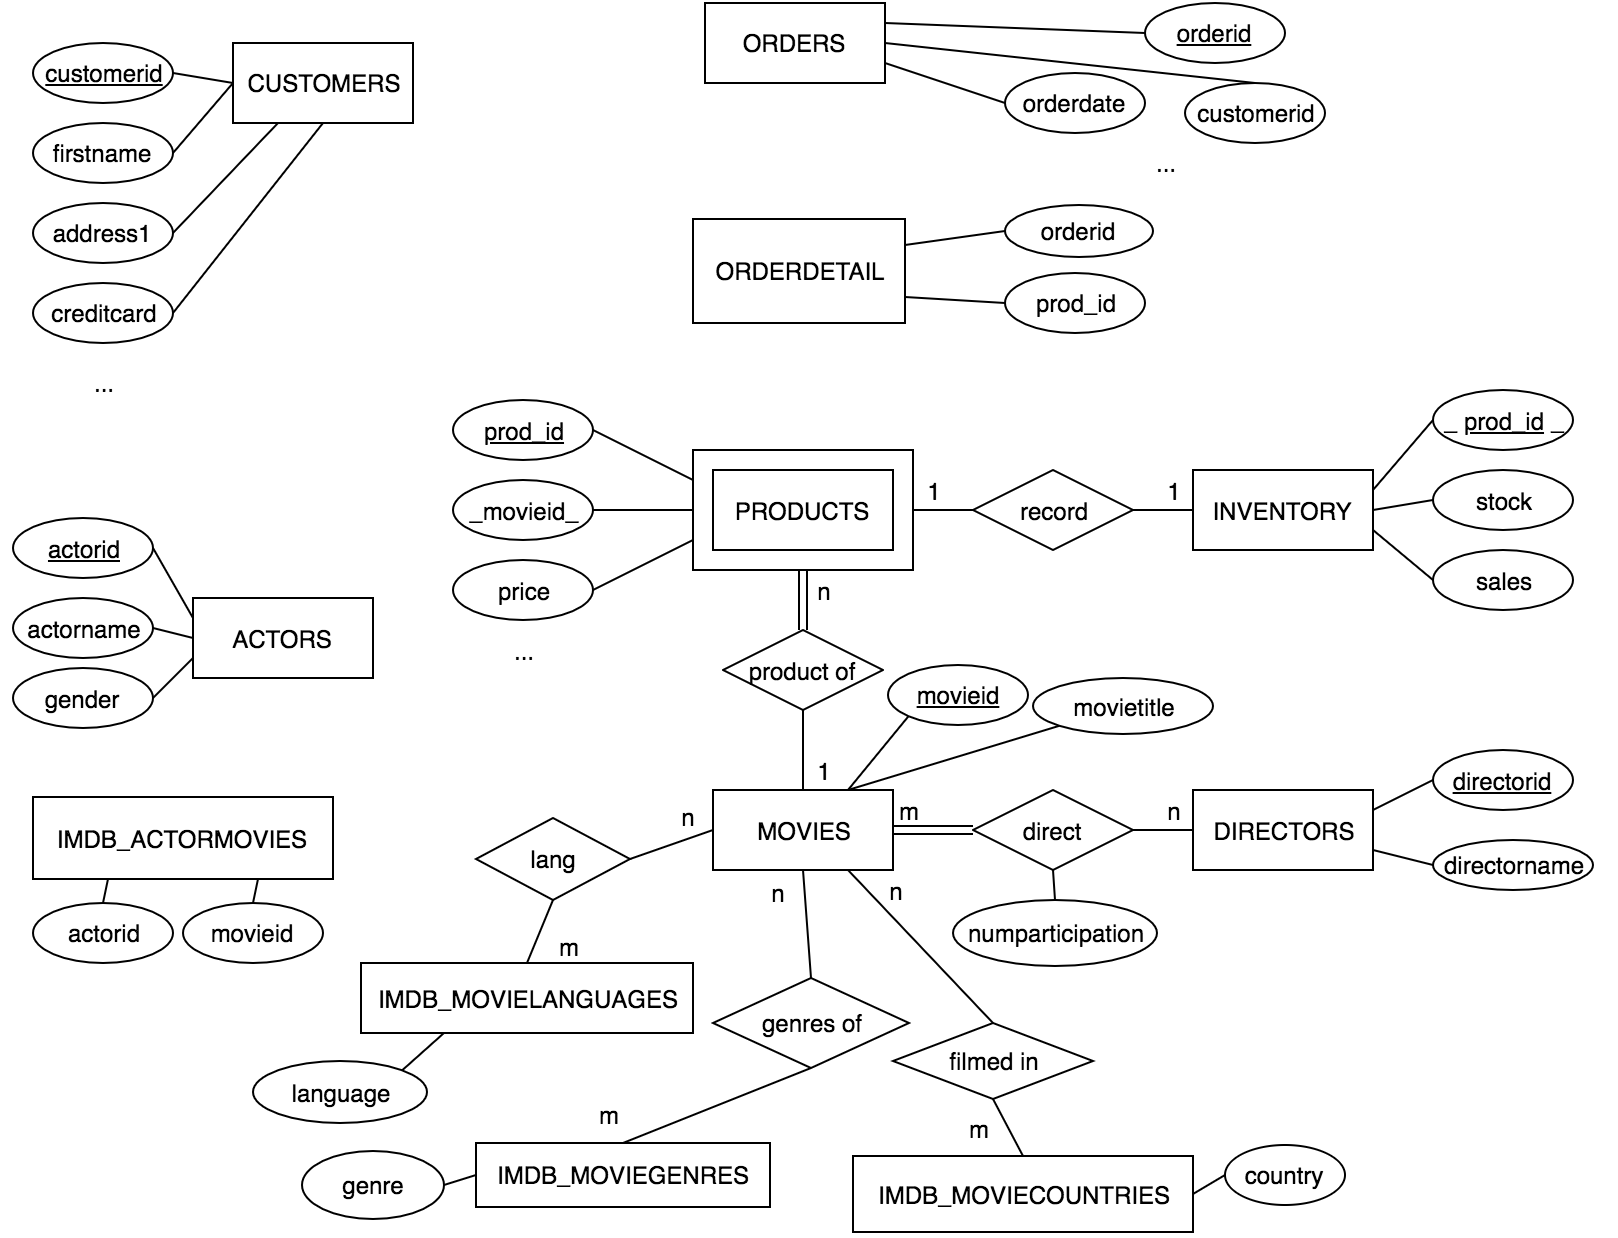 ORDERS
orderid
orderdate
customerid
...
customerid
CUSTOMERS
firstname
address1
creditcard
...
ORDERDETAIL
orderid
prod_id
prod_id
_movieid_
price
...
PRODUCTS
1
record
1
INVENTORY
_ prod_id _
stock
sales
n
product of
1
actorid
actorname
gender
ACTORS
movieid
movietitle
MOVIES
m
direct
n
DIRECTORS
directorid
directorname
numparticipation
IMDB_ACTORMOVIES
actorid
movieid
n
lang
m
IMDB_MOVIELANGUAGES
language
n
genres of
m
IMDB_MOVIEGENRES
genre
n
filmed in
m
IMDB_MOVIECOUNTRIES
country